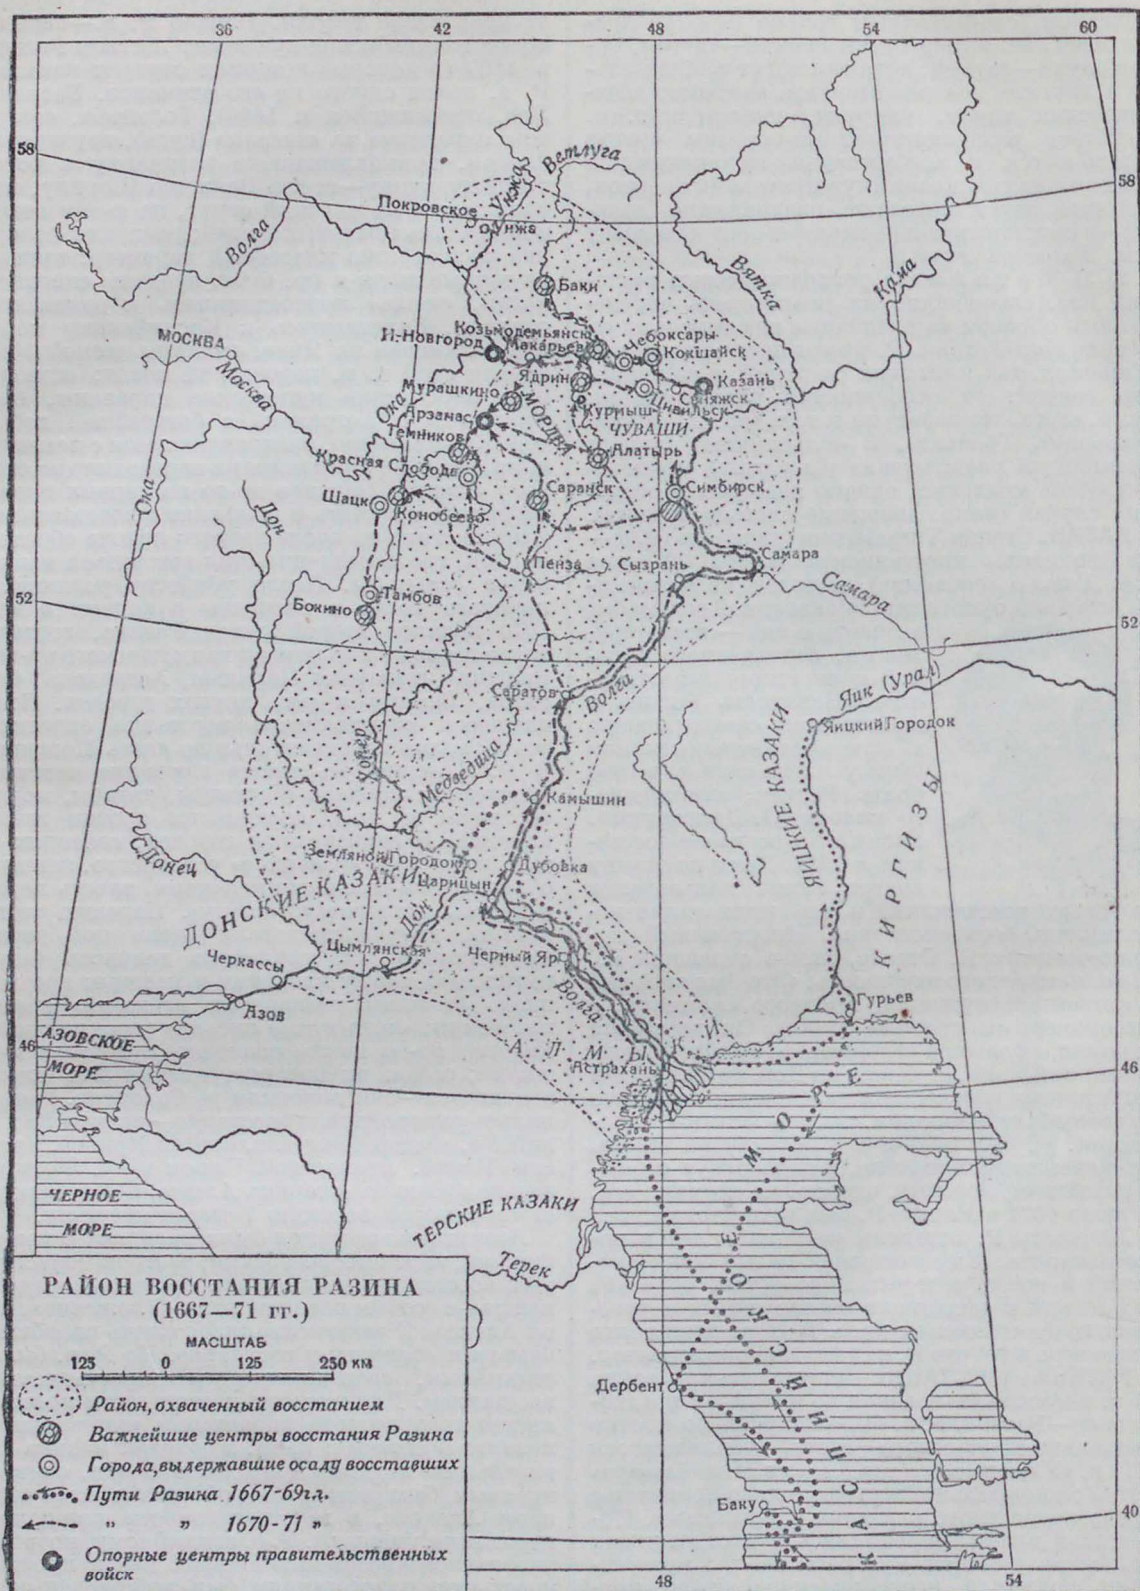 36 42 48 54 60
58
58
Ветлуга
Унжа
Покровское
Унжа
Волга
Вятка
Кама
Баки
Козьмодемьянск
Н.-Новгород
Макарьев
Чебоксары
Кокшайск
МОСКВА
Москва
Ядрин
Казань
Свияжск
Мурашкино
Цивильск
Ока
Арзамас
МОРДВА
Курмыш
ЧУВАШИ
Темников
Алатырь
Красная Слобода
Ока
Дон
Шацк
Саранск
Симбирск
Конобеево
Пенза
Сызрань
Самара
Самара
52
Тамбов
Бокино
52
Саратов
Волга
Яик (Урал)
Яицкий Городок
Хопер
Медведица
ЯИЦКИЕ КАЗАКИ
КИРГИЗЫ
Камышин
С. Донец
Земляной Городок
Дубовка
ДОНСКИЕ КАЗАКИ
Царицын
Дон
Цымлянская
Черный Яр
Черкассы
Волга
Азов
Гурьев
46
АЗОВСКОЕ
МОРЕ
АЛМЫКИ
Астрахань
46
ЧЕРНОЕ
МОРЕ
ТЕРСКИЕ КАЗАКИ
Терек
КАСПИЙСКОЕ МОРЕ
Дербент
Баку
40
48
54
РАЙОН ВОССТАНИЯ РАЗИНА
(1667—71 гг.)
МАСШТАБ
125 0 125 250 КМ
Район, охваченный восстанием
Важнейшие центры восстания Разина
Города, выдержавшие осаду восставших
Пути Разина 1667-69гг.
" " 1670-71 "
Опорные центры правительственных
войск